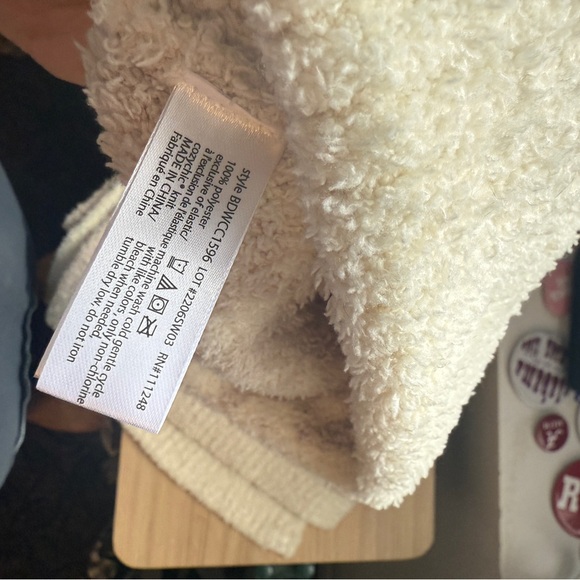 style BDWCC1596 LOT #2206SW03 RN#111248
100% polyester
exclusive of elastic/
à l'exclusion de l'élastique
cozychic® knit
MADE IN CHINA/
Fabriqué en Chine
machine wash cold gentle cycle
with like colors, only non-chlorine
bleach when needed,
tumble dry low, do not iron
R